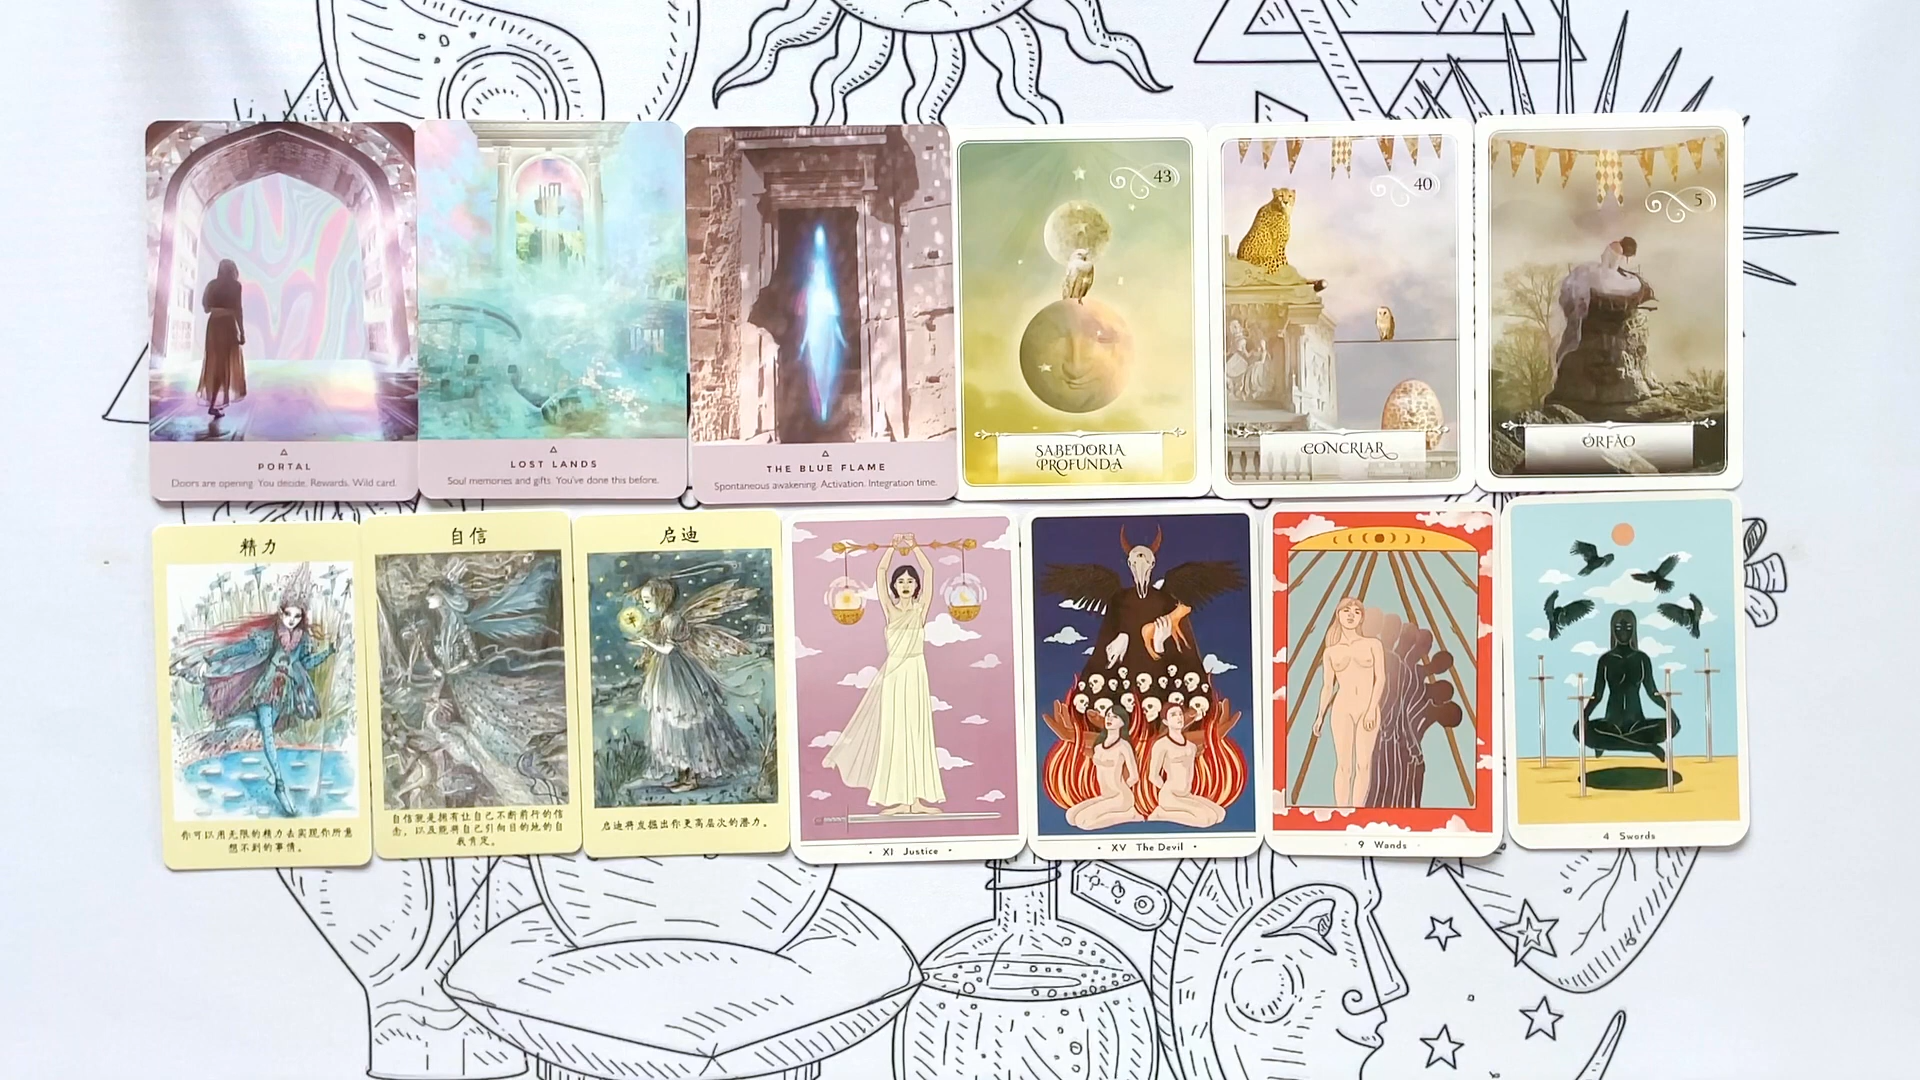 PORTAL
Doors are opening. You decide. Rewards. Wild card.
LOST LANDS
Soul memories and gifts. You've done this before.
THE BLUE FLAME
Spontaneous awakening. Activation. Integration time.
43
SABEDORIA
PROFUNDA
40
CONCRIAR
5
ÓRFÃO
精力
你可以用无限的精力去实现你所意
想不到的事情。
自信
自信就是拥有让自己不断前行的信
念，以及能将自己引向目的地的自
我肯定。
启迪
启迪将发掘出你更高层次的潜力。
XI Justice
XV The Devil
9 Wands
4 Swords